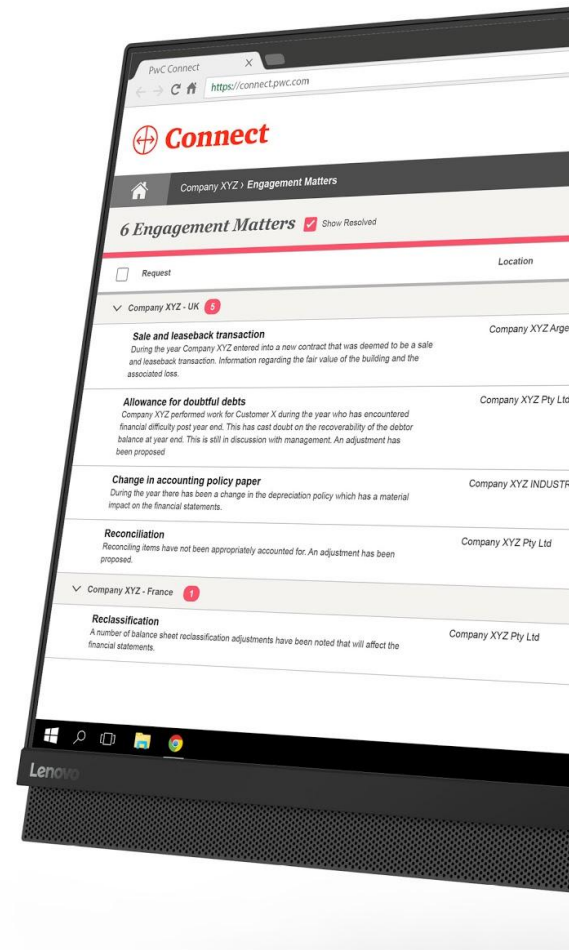 PwC Connect
https://connect.pwc.com
Connect
Company XYZ › Engagement Matters
6 Engagement Matters Show Resolved
Request Location
Company XYZ - UK 5
Sale and leaseback transaction Company XYZ Arge
During the year Company XYZ entered into a new contract that was deemed to be a sale
and leaseback transaction. Information regarding the fair value of the building and the
associated loss.
Allowance for doubtful debts Company XYZ Pty Ltd
Company XYZ performed work for Customer X during the year who has encountered
financial difficulty post year end. This has cast doubt on the recoverability of the debtor
balance at year end. This is still in discussion with management. An adjustment has
been proposed
Change in accounting policy paper Company XYZ INDUSTR
During the year there has been a change in the depreciation policy which has a material
impact on the financial statements.
Reconciliation Company XYZ Pty Ltd
Reconciling items have not been appropriately accounted for. An adjustment has been
proposed.
Company XYZ - France 1
Reclassification Company XYZ Pty Ltd
A number of balance sheet reclassification adjustments have been noted that will affect the
financial statements.
Lenovo